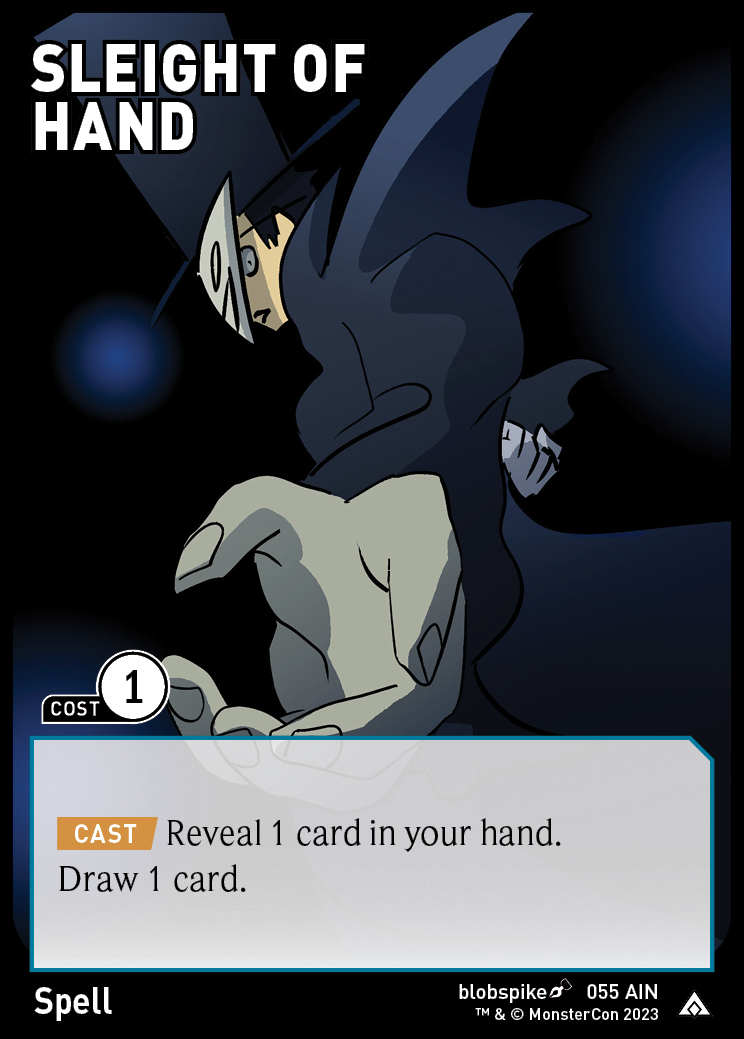 SLEIGHT OF
HAND
COST 1
CAST Reveal 1 card in your hand.
Draw 1 card.
Spell
blobspike 055 AIN
™ & © MonsterCon 2023